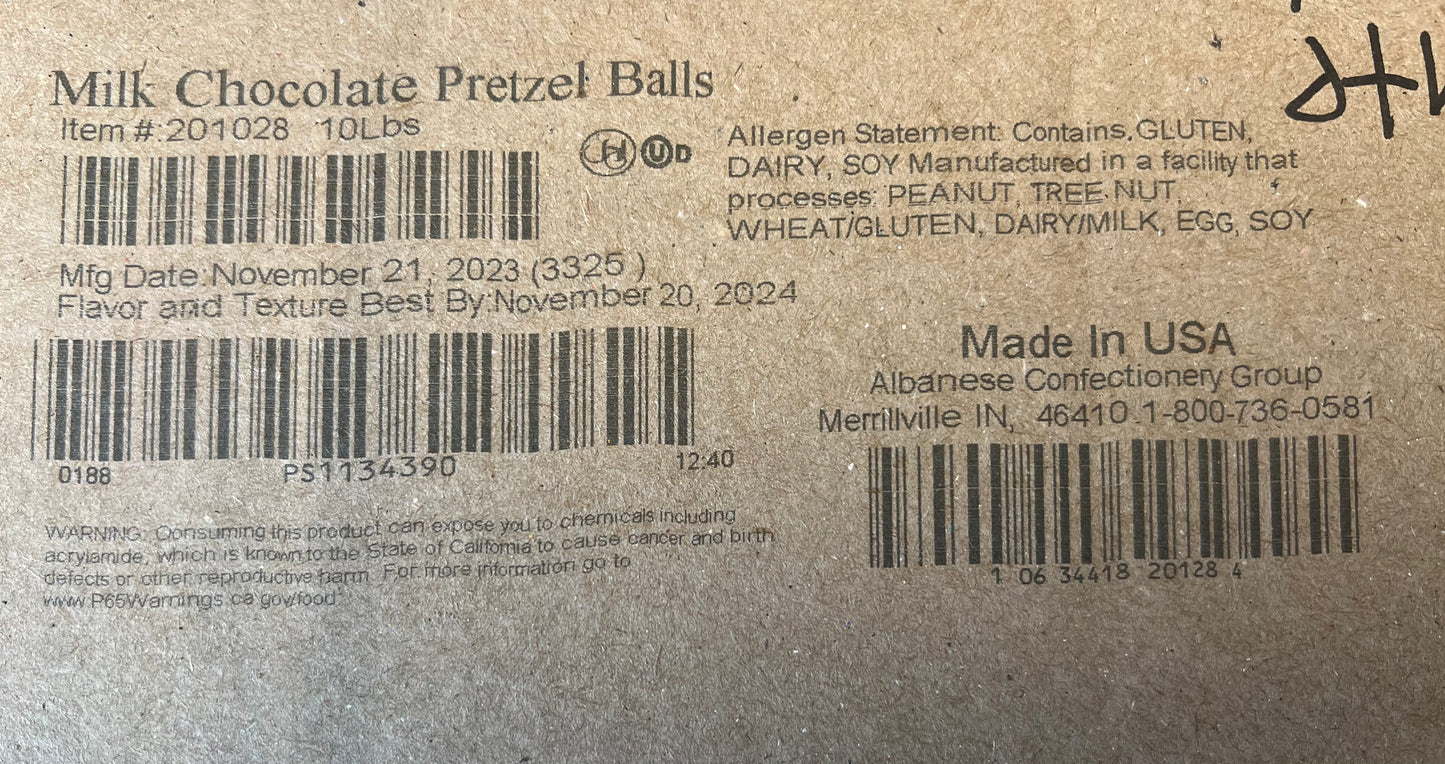 Milk Chocolate Pretzel Balls
Item #:201028 10Lbs
U D
Allergen Statement: Contains.GLUTEN,
DAIRY, SOY Manufactured in a facility that
processes: PEANUT, TREE NUT,
WHEAT/GLUTEN, DAIRY/MILK, EGG, SOY
Mfg Date:November 21, 2023 (3325 )
Flavor and Texture Best By:November 20, 2024
0188 PS1134390 12:40
Made In USA
Albanese Confectionery Group
Merrillville IN, 46410 1-800-736-0581
1 06 34418 20128 4
WARNING: Consuming this product can expose you to chemicals including
acrylamide, which is known to the State of California to cause cancer and birth
defects or other reproductive harm. For more information go to
www.P65Warnings.ca.gov/food